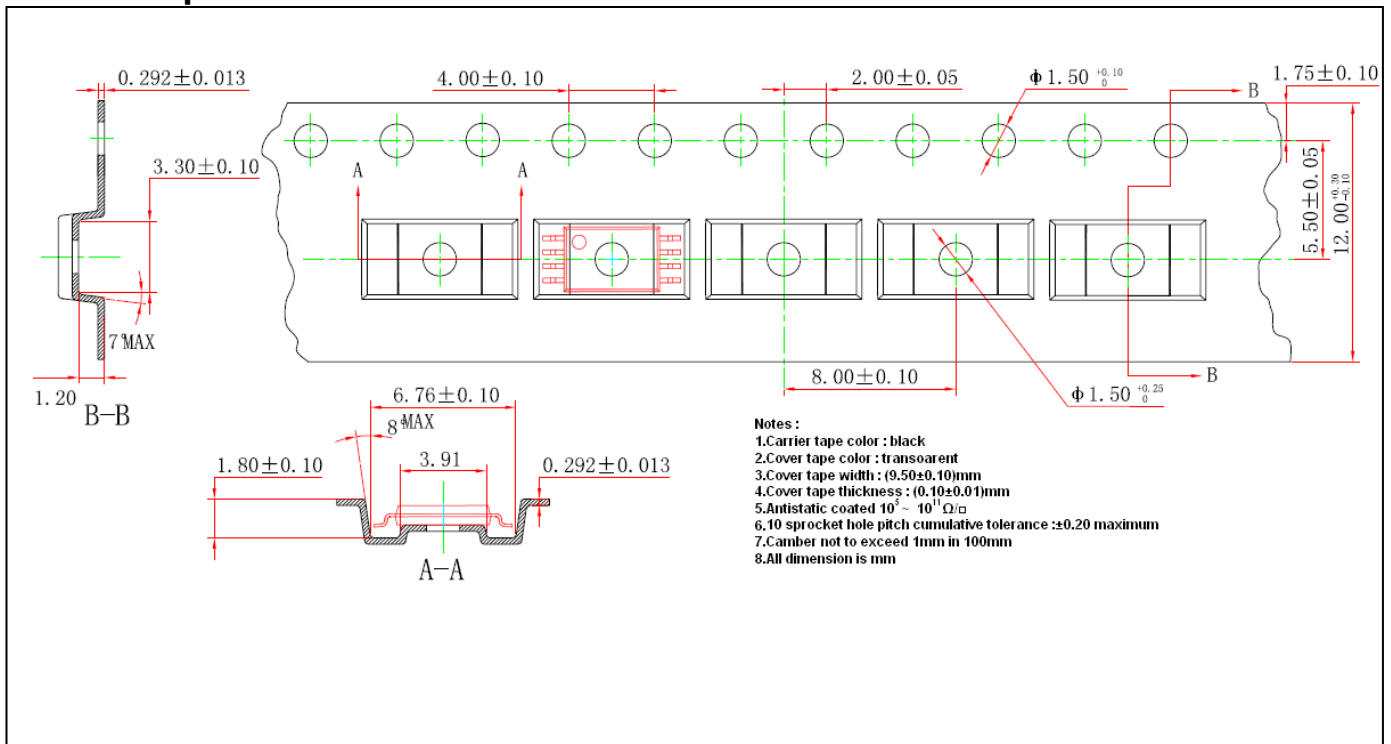 0.292±0.013
4.00±0.10
2.00±0.05
ϕ1.50 +0.10 0
1.75±0.10
B
3.30±0.10
A
A
5.50±0.05
12.00 +0.30 -0.10
7°MAX
1.20
B-B
8.00±0.10
B
ϕ1.50 +0.25 0
6.76±0.10
8°MAX
1.80±0.10
3.91
0.292±0.013
A-A
Notes :
1.Carrier tape color : black
2.Cover tape color : transoarent
3.Cover tape width : (9.50±0.10)mm
4.Cover tape thickness : (0.10±0.01)mm
5.Antistatic coated 10⁵ ~ 10¹¹ Ω/□
6.10 sprocket hole pitch cumulative tolerance :±0.20 maximum
7.Camber not to exceed 1mm in 100mm
8.All dimension is mm